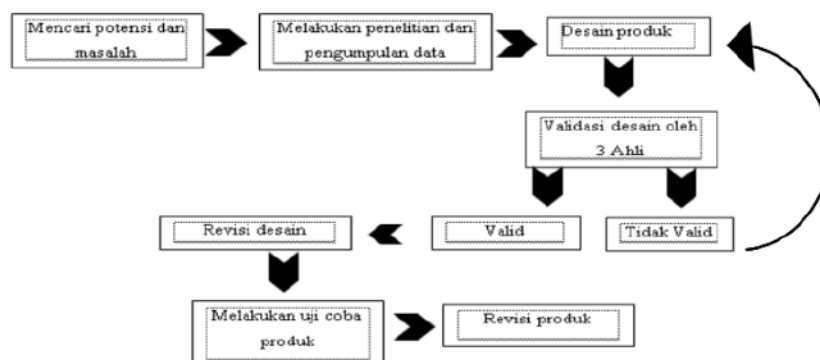 Mencari potensi dan
masalah
Melakukan penelitian dan
pengumpulan data
Desain produk
Validasi desain oleh
3 Ahli
Revisi desain
Valid
Tidak Valid
Melakukan uji coba
produk
Revisi produk